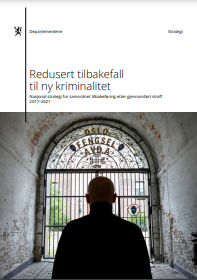 Departementene
Strategi
Redusert tilbakefall
til ny kriminalitet
Nasjonal strategi for samordnet tilbakeføring etter gjennomført straff
2017–2021
OSLO
FENGSEL
AVD A